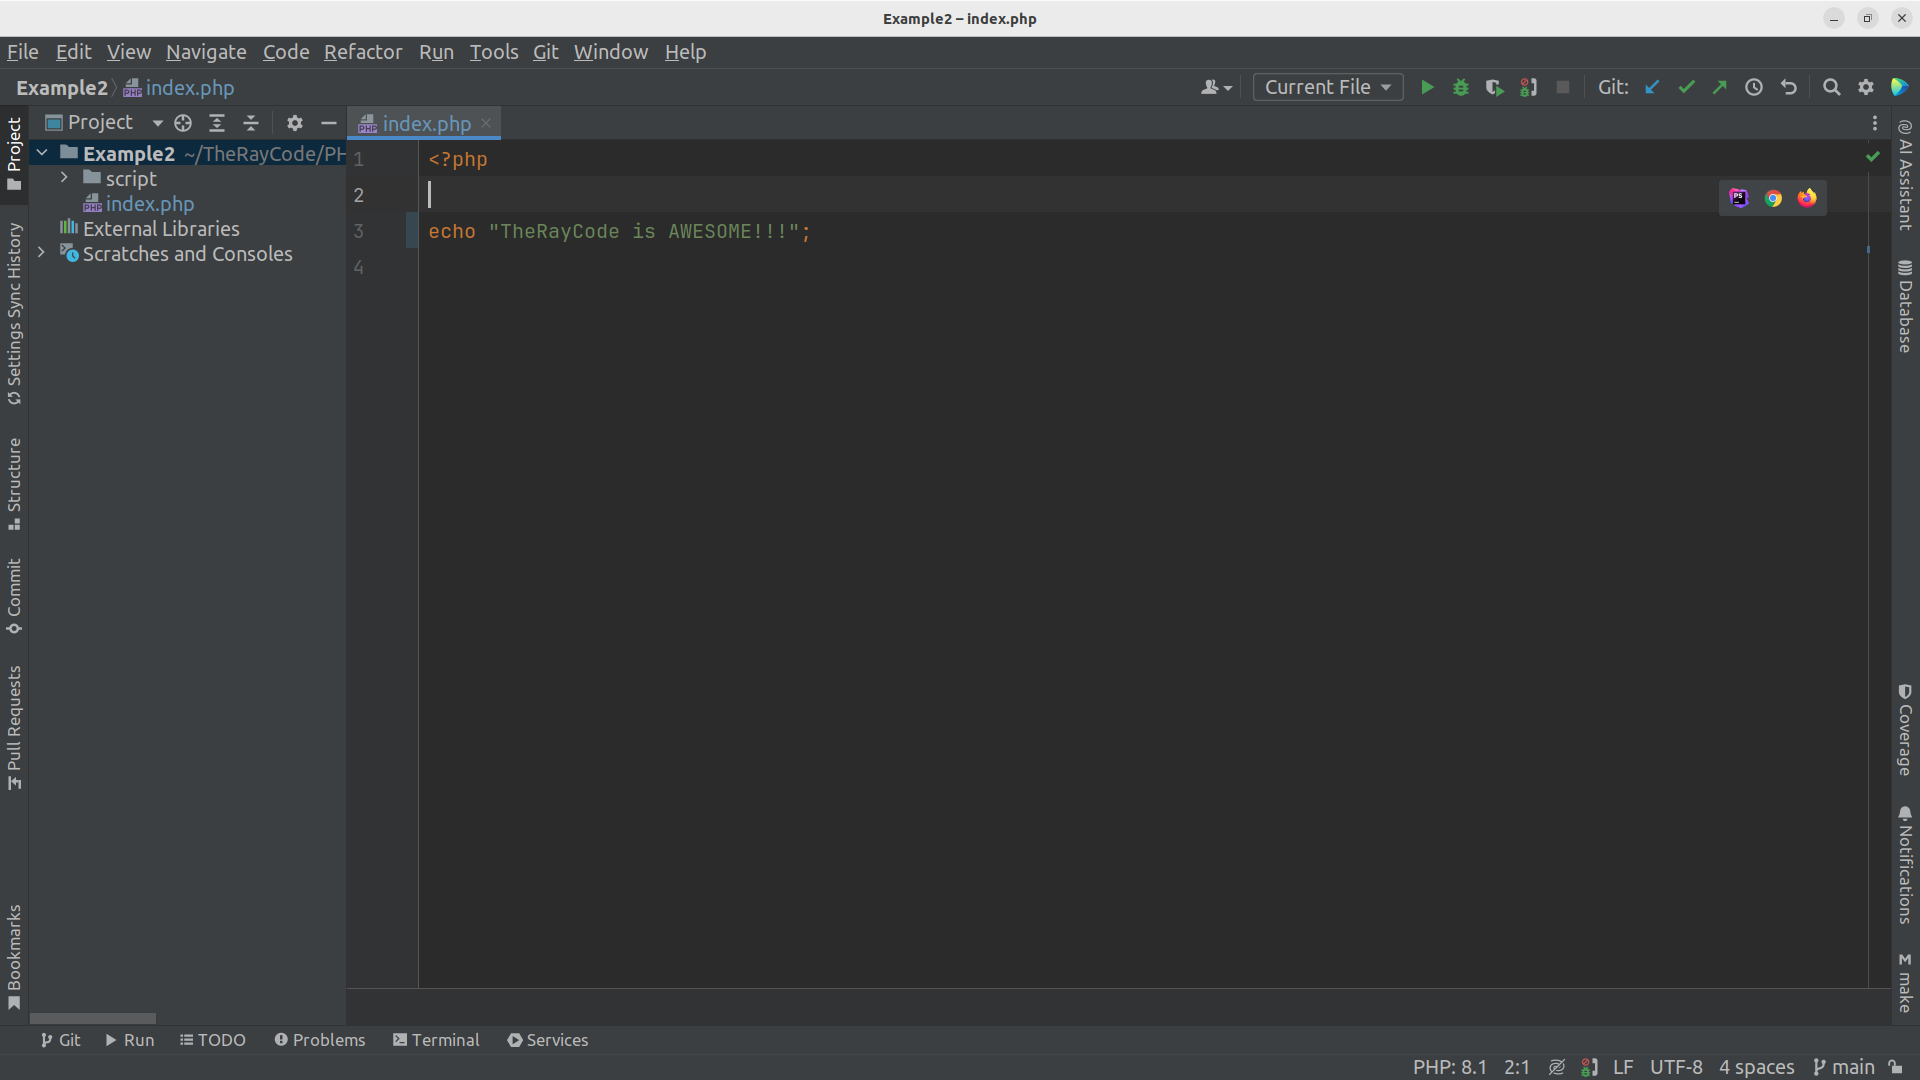 Example2 – index.php
File Edit View Navigate Code Refactor Run Tools Git Window Help
Example2 index.php Current File Git:
Project index.php
Example2 ~/TheRayCode/PH
script
index.php
External Libraries
Scratches and Consoles
1 <?php
2
3 echo "TheRayCode is AWESOME!!!";
4
Project
Settings Sync History
Structure
Commit
Pull Requests
Bookmarks
AI Assistant
Database
Coverage
Notifications
make
Git Run TODO Problems Terminal Services
PHP: 8.1 2:1 LF UTF-8 4 spaces main